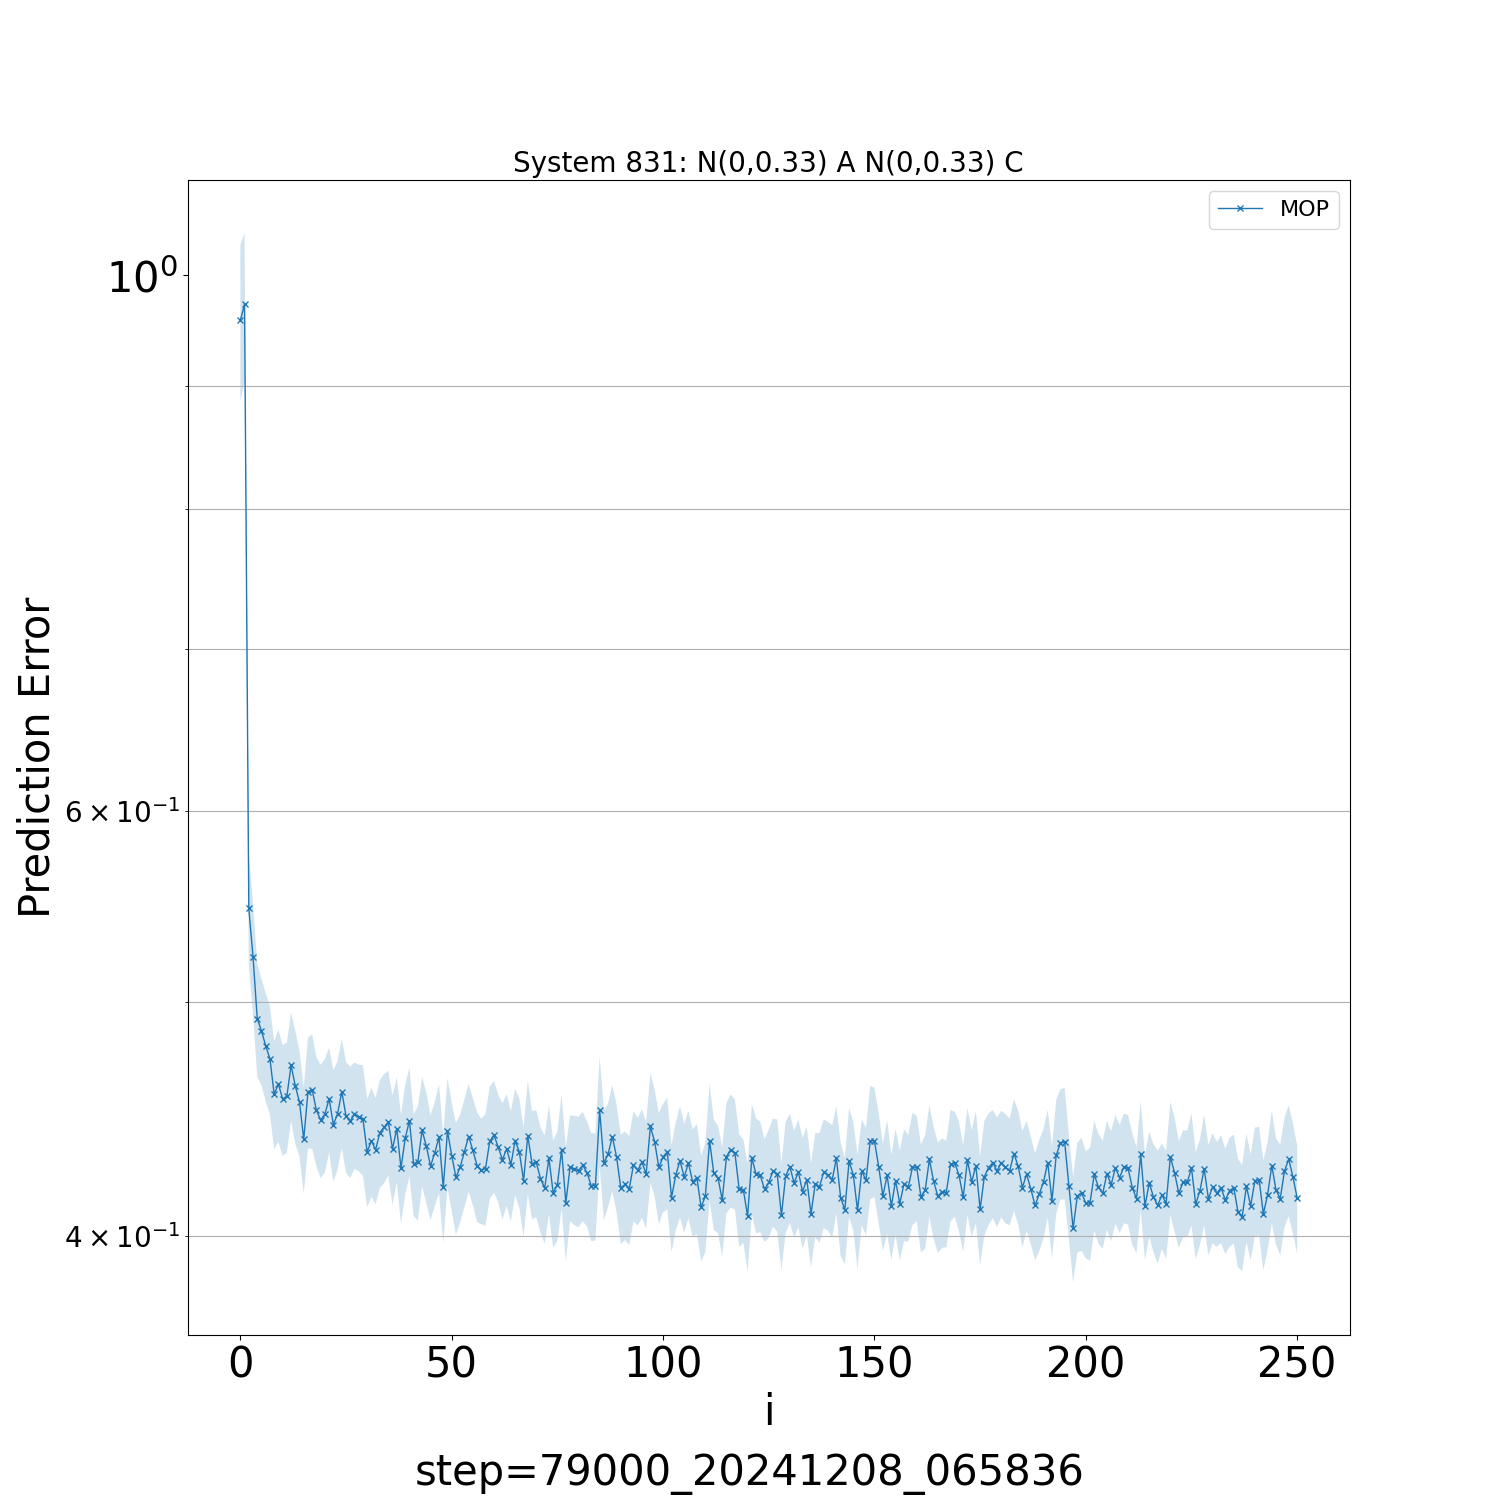 System 831: N(0,0.33) A N(0,0.33) C
MOP
10⁰
6 × 10⁻¹
4 × 10⁻¹
Prediction Error
0 50 100 150 200 250
i
step=79000_20241208_065836